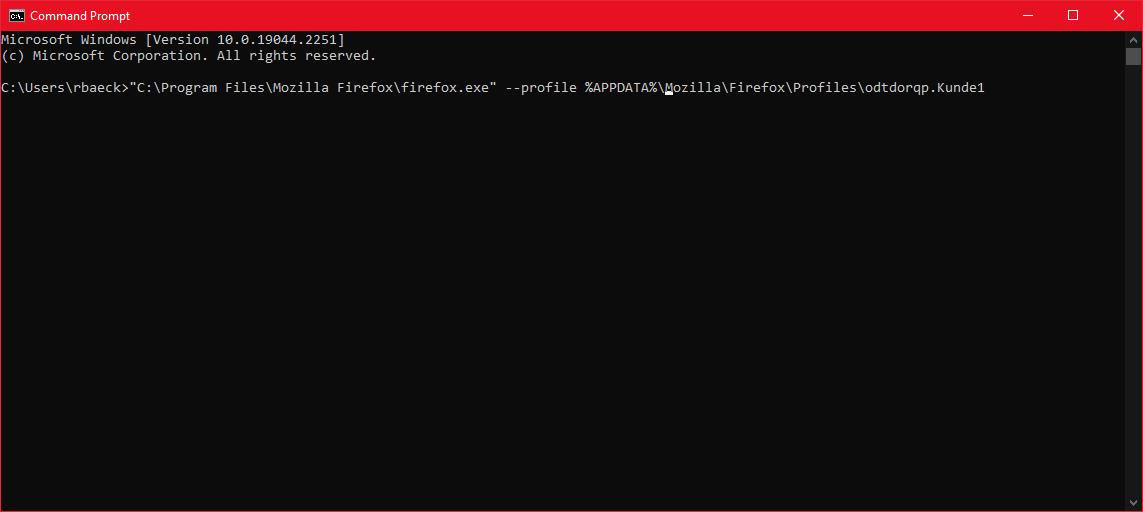 Command Prompt
Microsoft Windows [Version 10.0.19044.2251]
(c) Microsoft Corporation. All rights reserved.
C:\Users\rbaeck>"C:\Program Files\Mozilla Firefox\firefox.exe" --profile %APPDATA%\Mozilla\Firefox\Profiles\odtdorqp.Kunde1